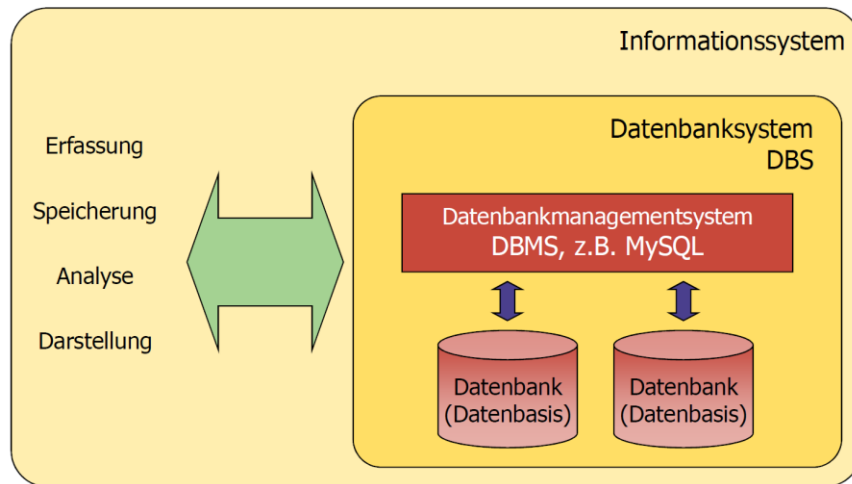 Informationssystem
Datenbanksystem
DBS
Erfassung
Speicherung
Analyse
Darstellung
Datenbankmanagementsystem
DBMS, z.B. MySQL
Datenbank
(Datenbasis)
Datenbank
(Datenbasis)